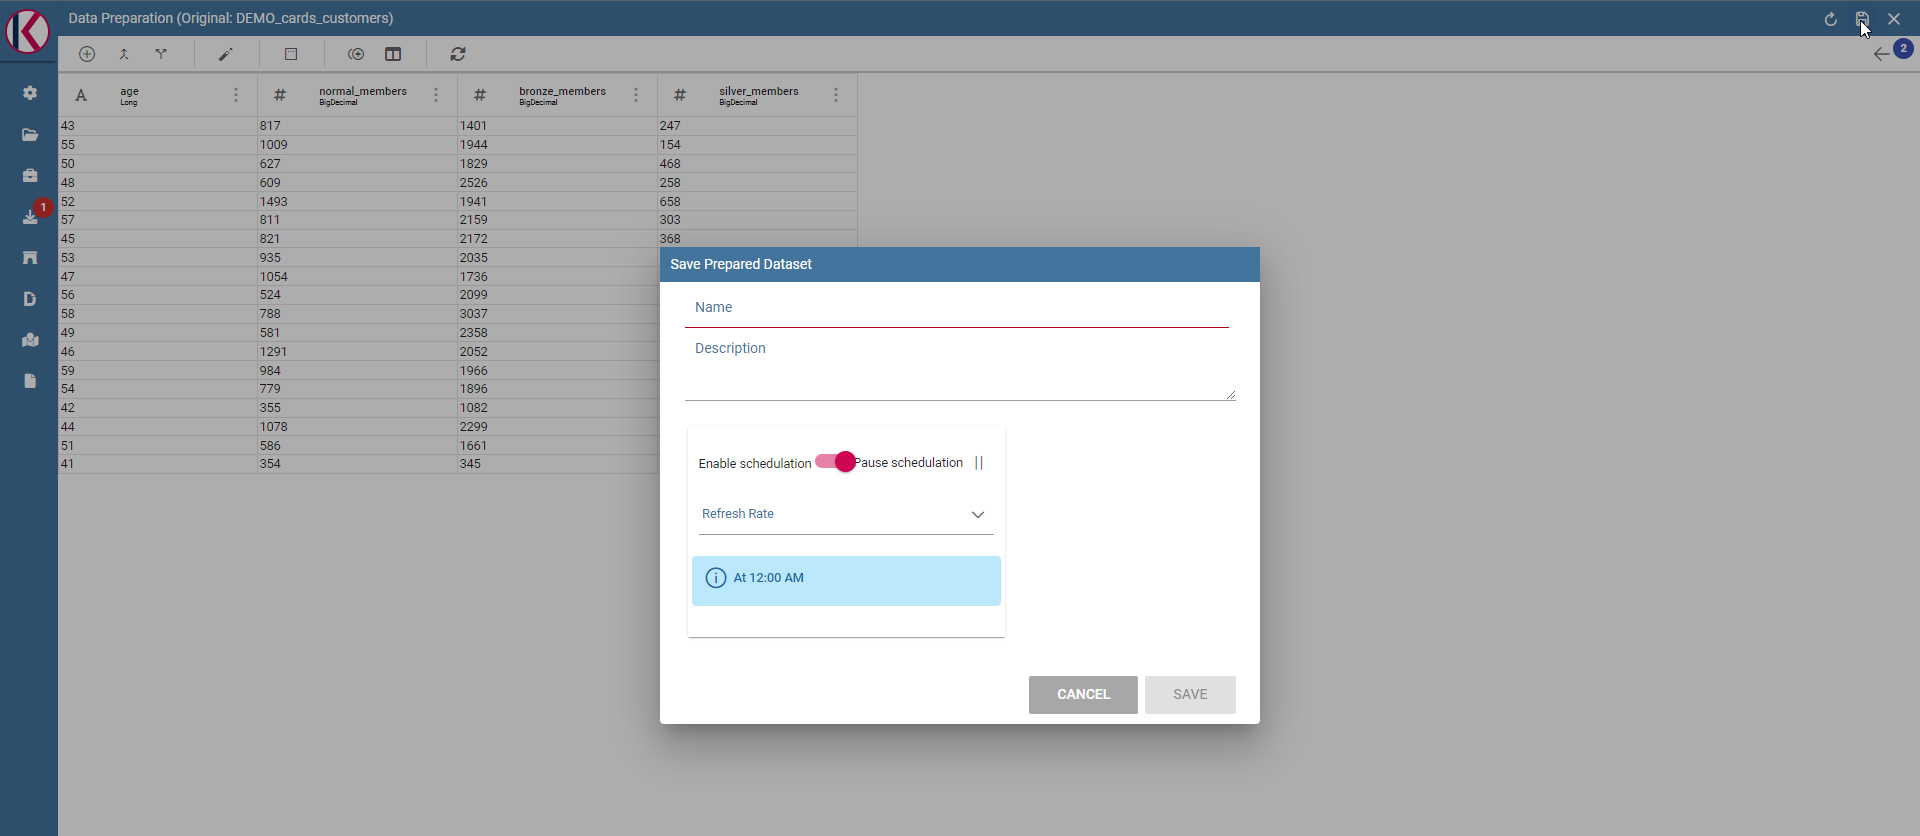 Data Preparation (Original: DEMO_cards_customers)
2
age normal_members bronze_members silver_members
Long BigDecimal BigDecimal BigDecimal
43 817 1401 247
55 1009 1944 154
50 627 1829 468
48 609 2526 258
52 1493 1941 658
1
57 811 2159 303
45 821 2172 368
53 935 2035
47 1054 1736
56 524 2099
58 788 3037
49 581 2358
46 1291 2052
59 984 1966
54 779 1896
42 355 1082
44 1078 2299
51 586 1661
41 354 345
Save Prepared Dataset
Name
Description
Enable schedulation Pause schedulation
Refresh Rate
At 12:00 AM
CANCEL SAVE